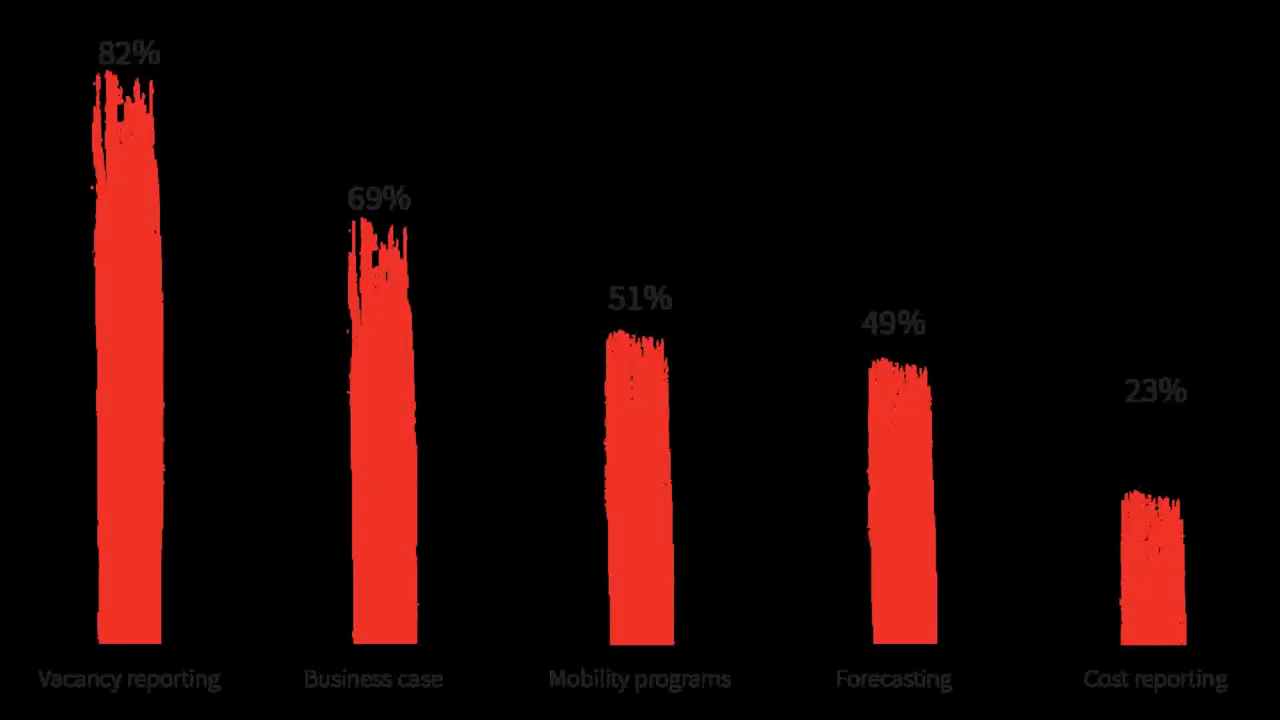 82%
69%
51%
49%
23%
Vacancy reporting
Business case
Mobility programs
Forecasting
Cost reporting